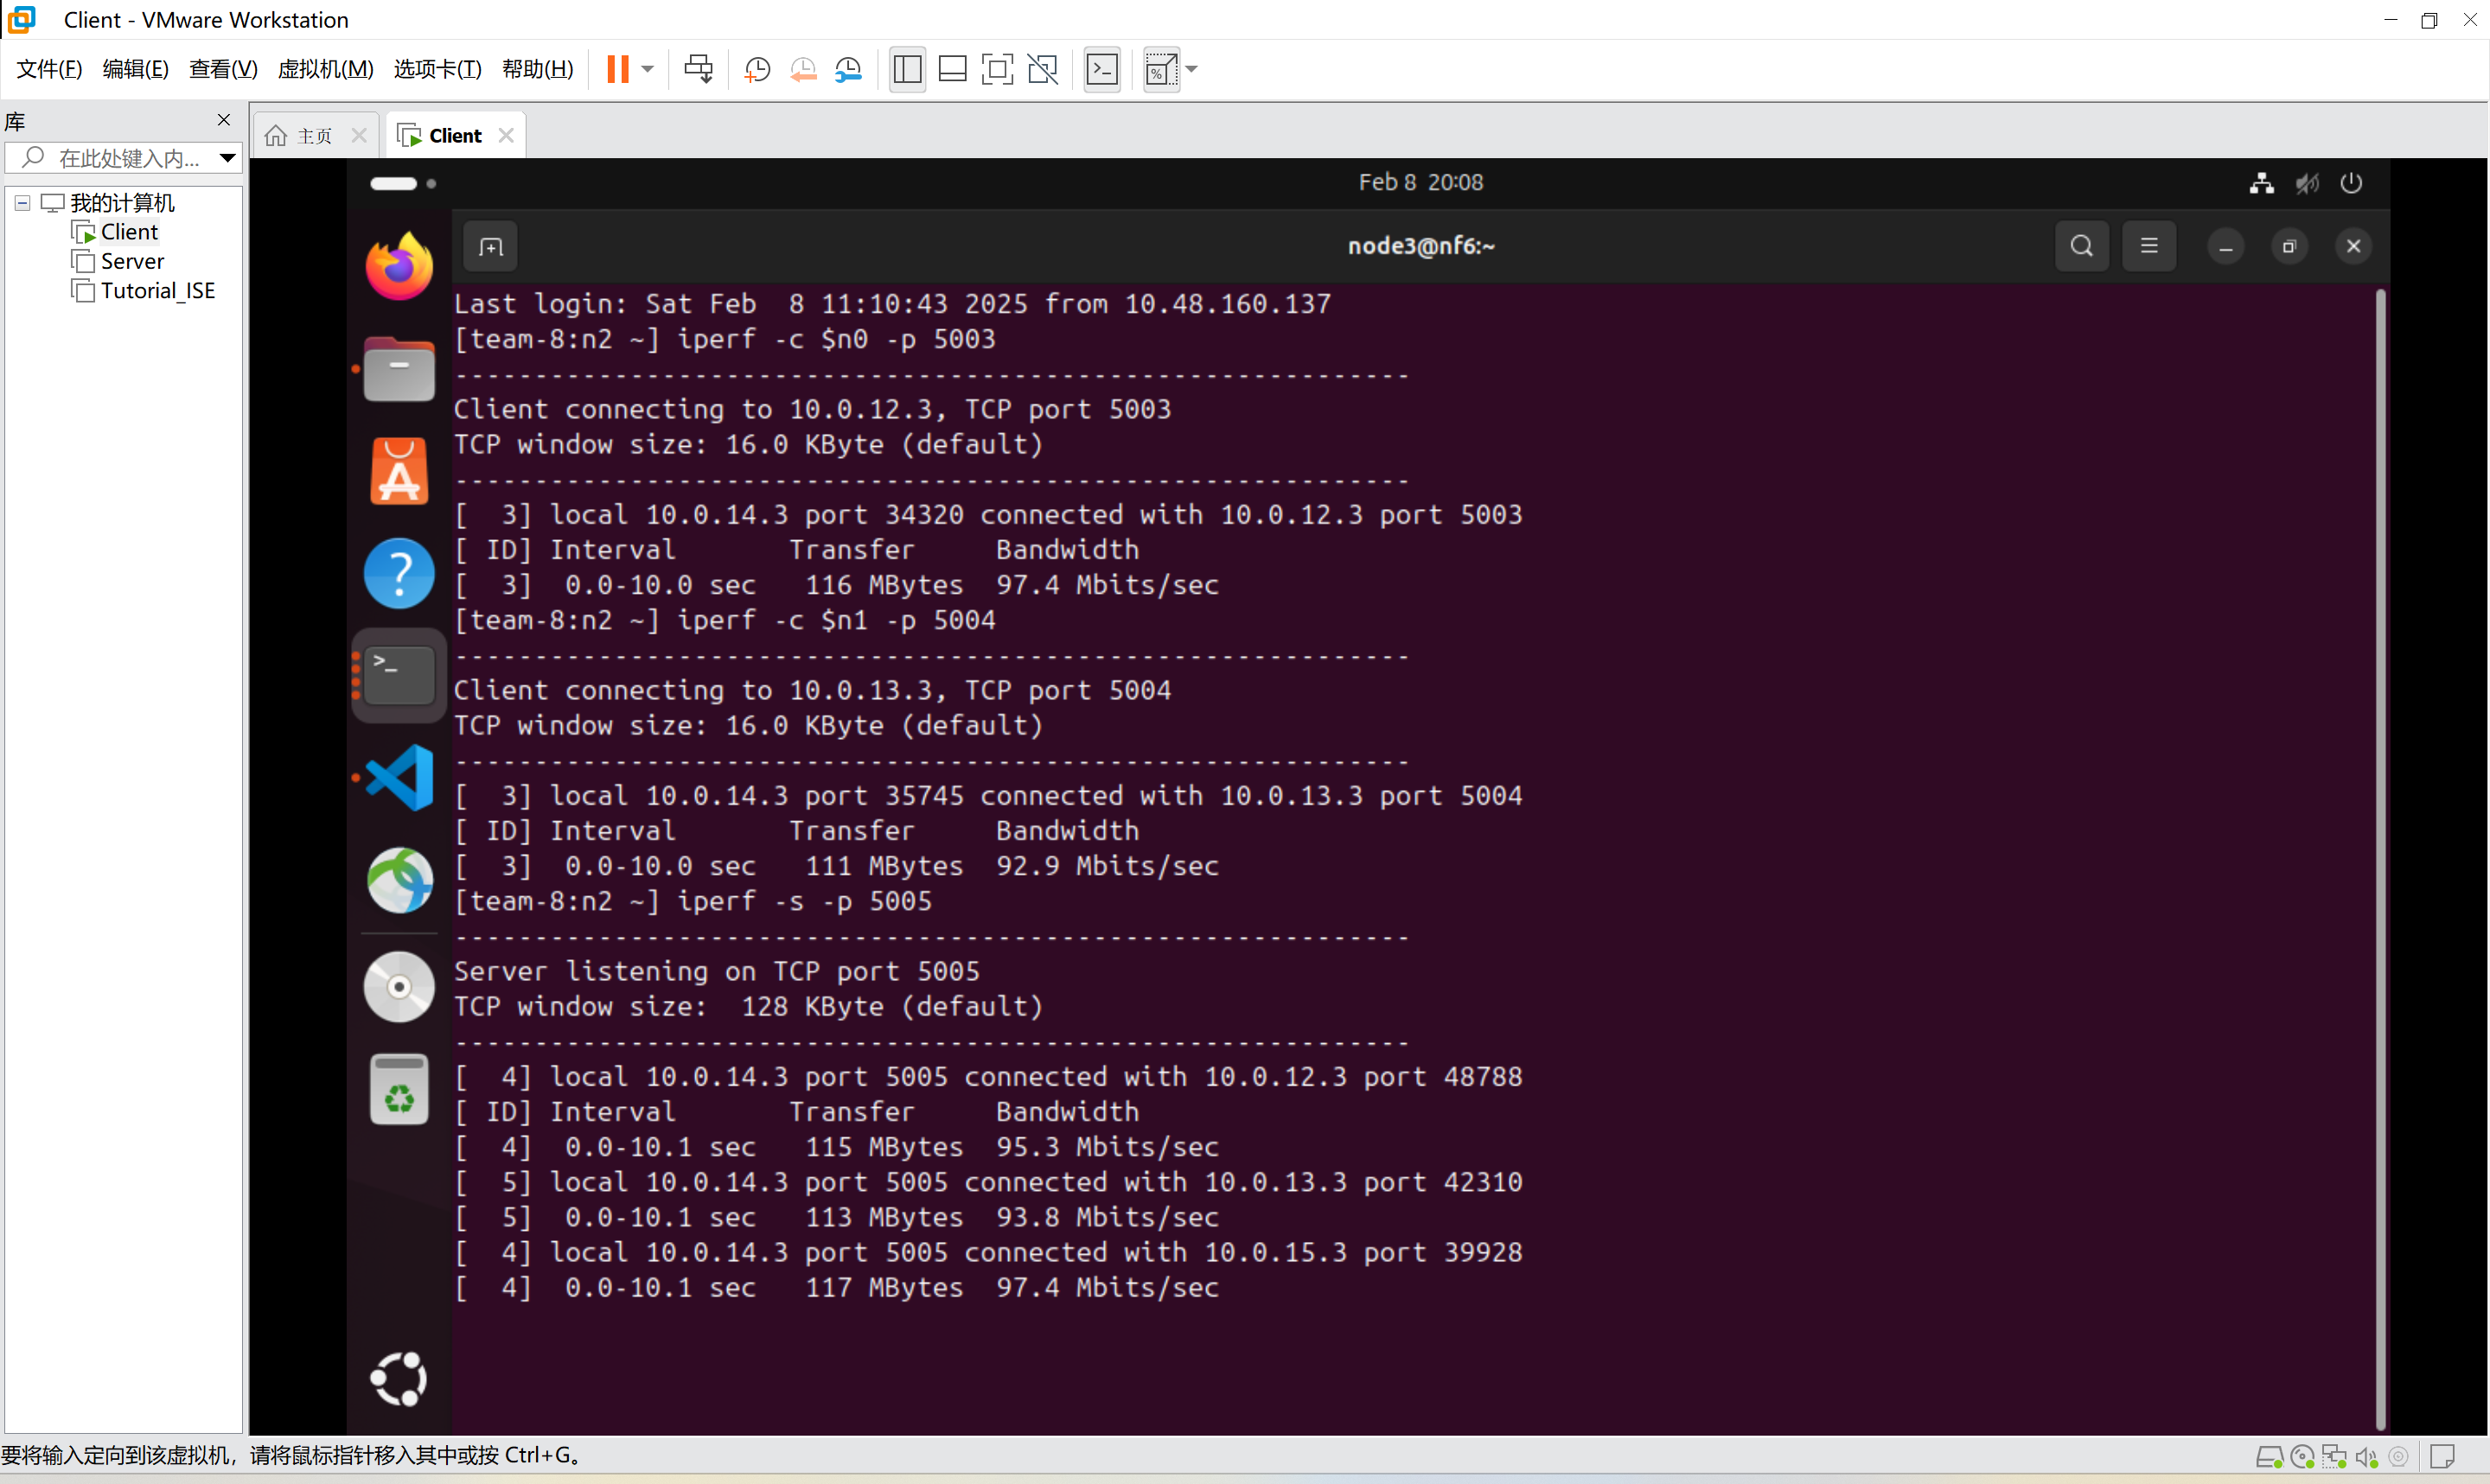 Client - VMware Workstation
文件(F) 编辑(E) 查看(V) 虚拟机(M) 选项卡(T) 帮助(H)
库
在此处键入内...
我的计算机
Client
Server
Tutorial_ISE
主页
Client
Feb 8 20:08
node3@nf6:~
Last login: Sat Feb  8 11:10:43 2025 from 10.48.160.137
[team-8:n2 ~] iperf -c $n0 -p 5003
------------------------------------------------------------
Client connecting to 10.0.12.3, TCP port 5003
TCP window size: 16.0 KByte (default)
------------------------------------------------------------
[  3] local 10.0.14.3 port 34320 connected with 10.0.12.3 port 5003
[ ID] Interval       Transfer     Bandwidth
[  3]  0.0-10.0 sec   116 MBytes  97.4 Mbits/sec
[team-8:n2 ~] iperf -c $n1 -p 5004
------------------------------------------------------------
Client connecting to 10.0.13.3, TCP port 5004
TCP window size: 16.0 KByte (default)
------------------------------------------------------------
[  3] local 10.0.14.3 port 35745 connected with 10.0.13.3 port 5004
[ ID] Interval       Transfer     Bandwidth
[  3]  0.0-10.0 sec   111 MBytes  92.9 Mbits/sec
[team-8:n2 ~] iperf -s -p 5005
------------------------------------------------------------
Server listening on TCP port 5005
TCP window size:  128 KByte (default)
------------------------------------------------------------
[  4] local 10.0.14.3 port 5005 connected with 10.0.12.3 port 48788
[ ID] Interval       Transfer     Bandwidth
[  4]  0.0-10.1 sec   115 MBytes  95.3 Mbits/sec
[  5] local 10.0.14.3 port 5005 connected with 10.0.13.3 port 42310
[  5]  0.0-10.1 sec   113 MBytes  93.8 Mbits/sec
[  4] local 10.0.14.3 port 5005 connected with 10.0.15.3 port 39928
[  4]  0.0-10.1 sec   117 MBytes  97.4 Mbits/sec
要将输入定向到该虚拟机，请将鼠标指针移入其中或按 Ctrl+G。